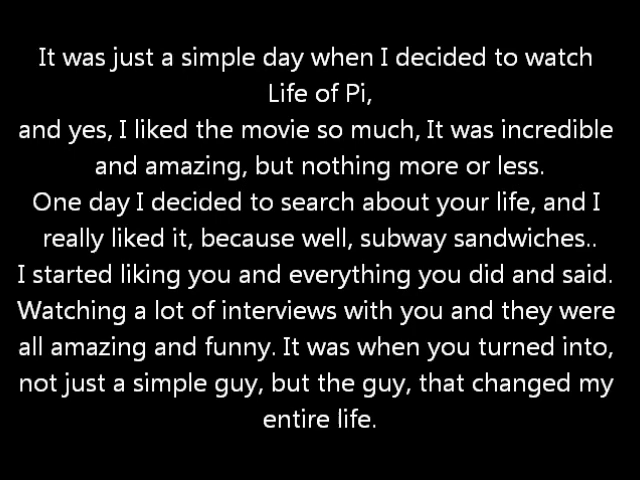 It was just a simple day when I decided to watch
Life of Pi,
and yes, I liked the movie so much, It was incredible
and amazing, but nothing more or less.
One day I decided to search about your life, and I
really liked it, because well, subway sandwiches..
I started liking you and everything you did and said.
Watching a lot of interviews with you and they were
all amazing and funny. It was when you turned into,
not just a simple guy, but the guy, that changed my
entire life.